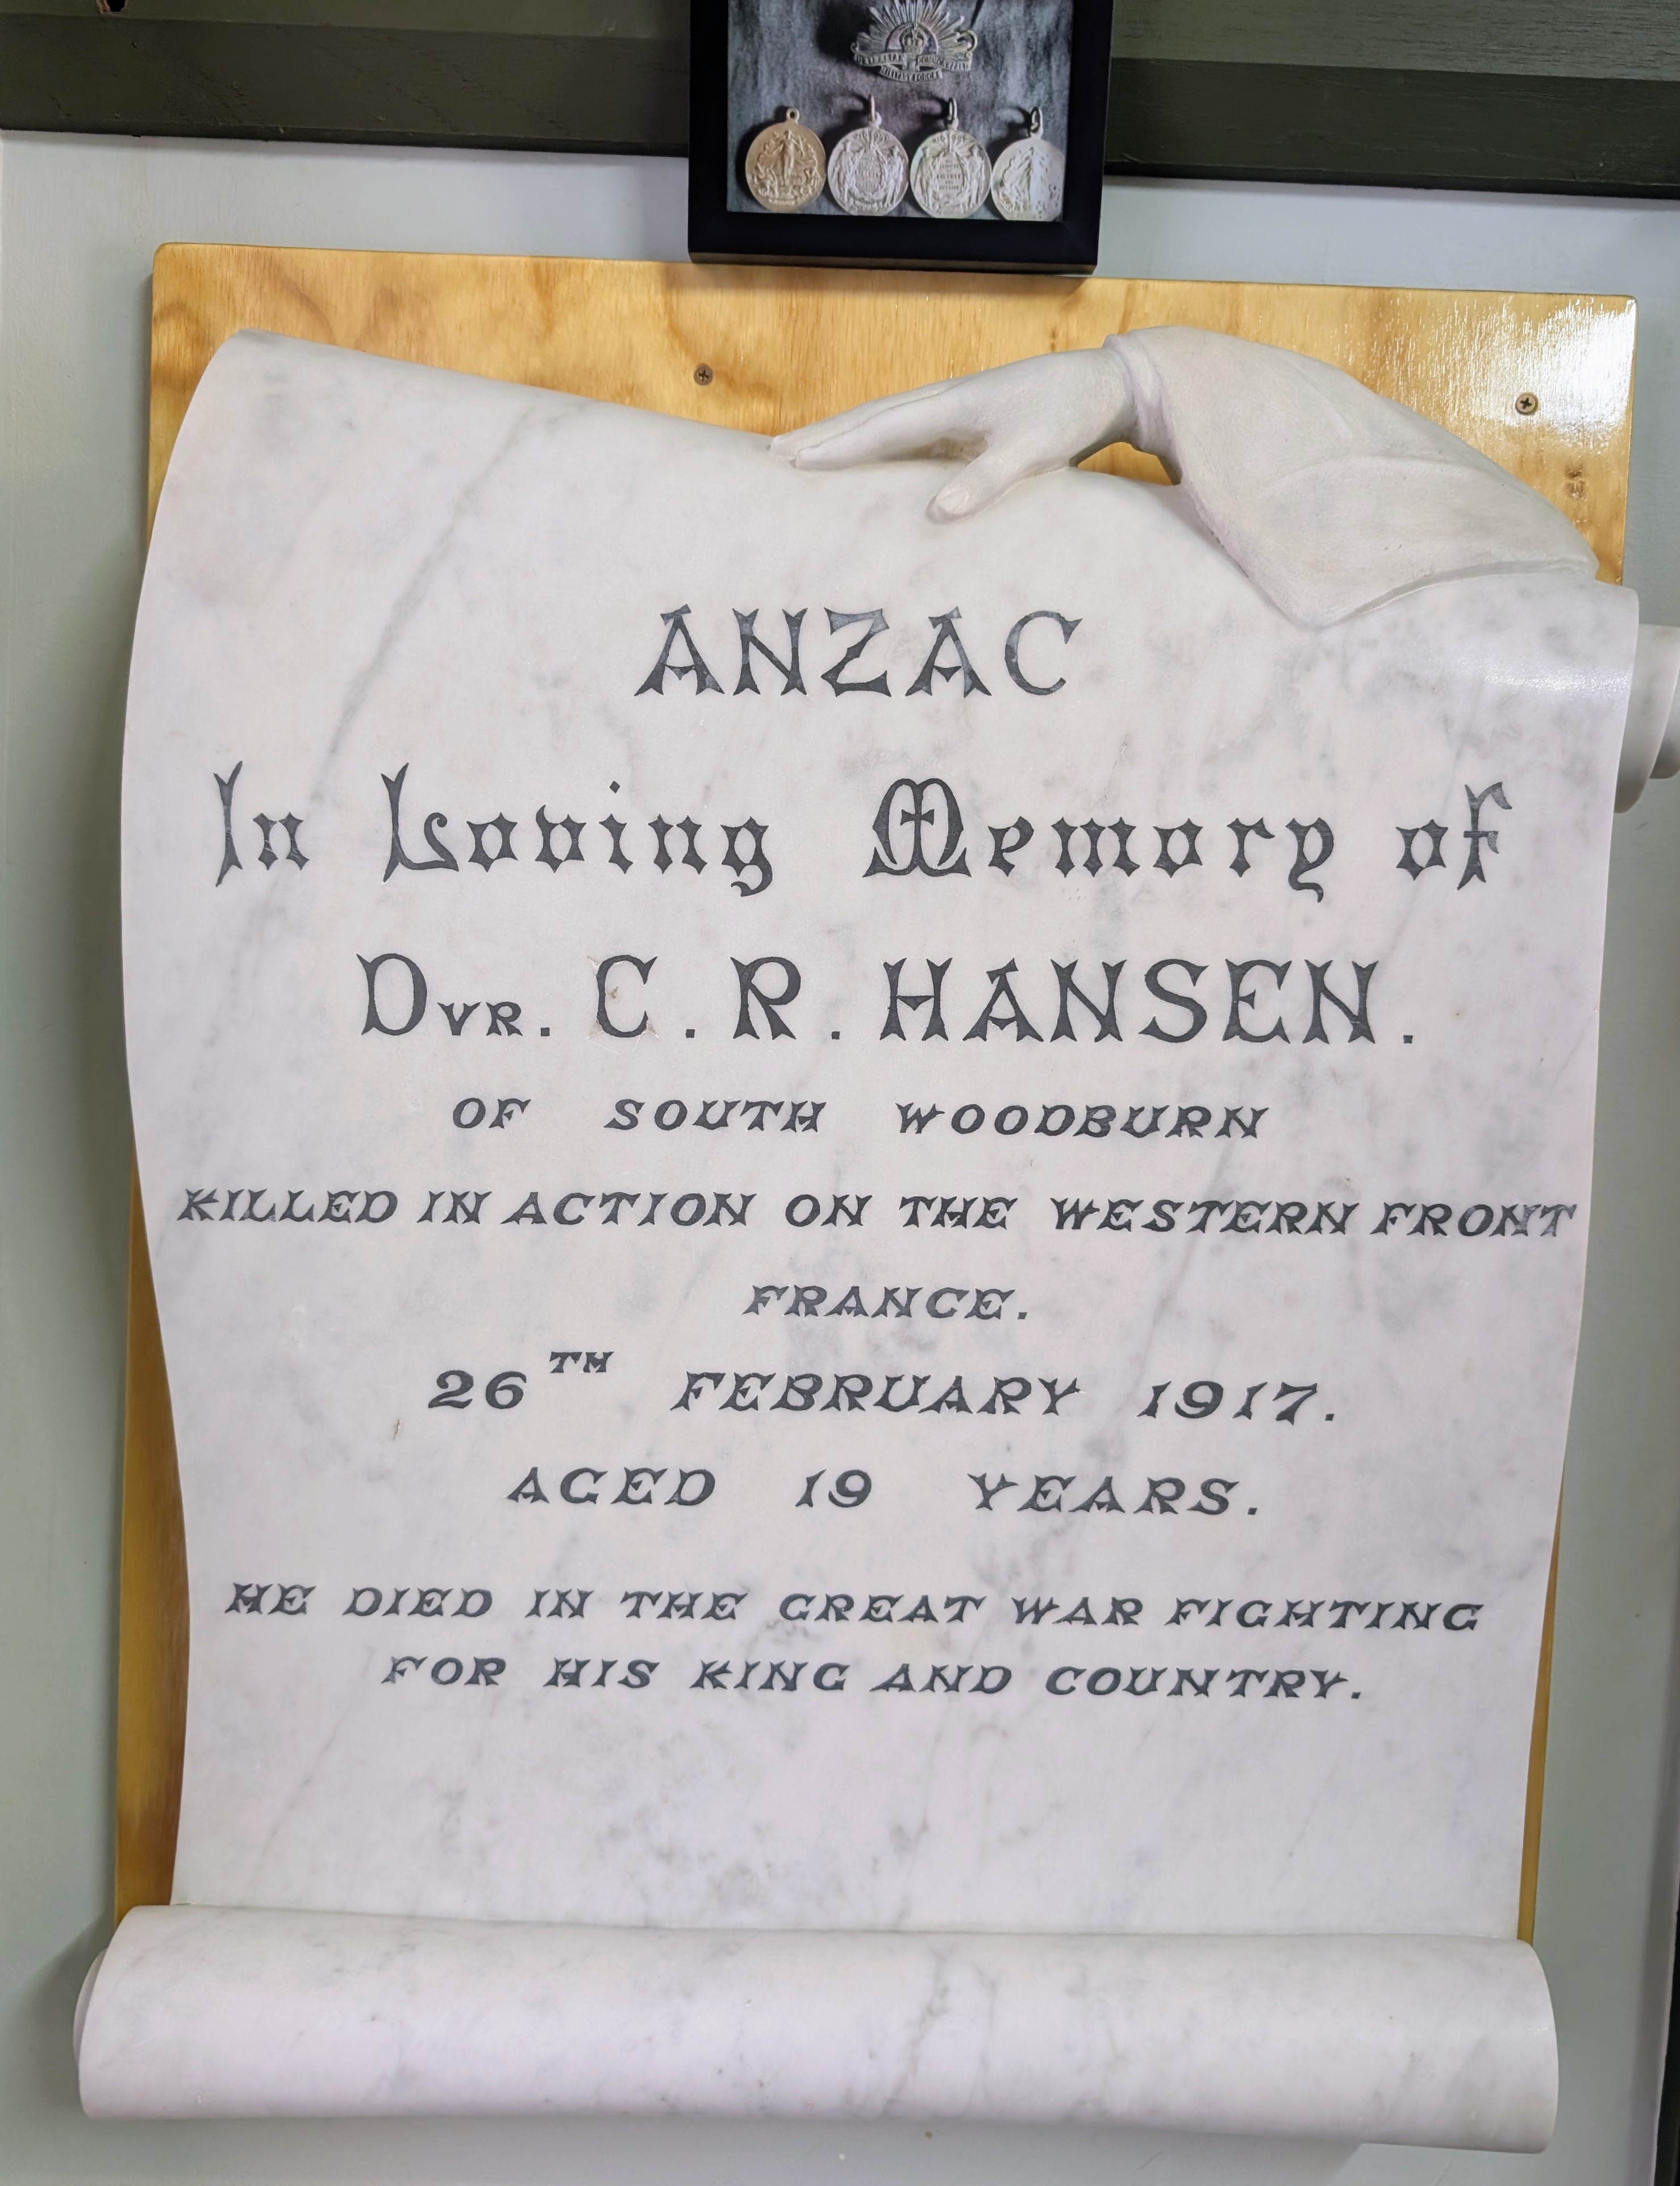 ANZAC
In Loving Memory of
DVR. C. R. HANSEN.
OF SOUTH WOODBURN
KILLED IN ACTION ON THE WESTERN FRONT
FRANCE.
26TH FEBRUARY 1917.
AGED 19 YEARS.
HE DIED IN THE GREAT WAR FIGHTING
FOR HIS KING AND COUNTRY.